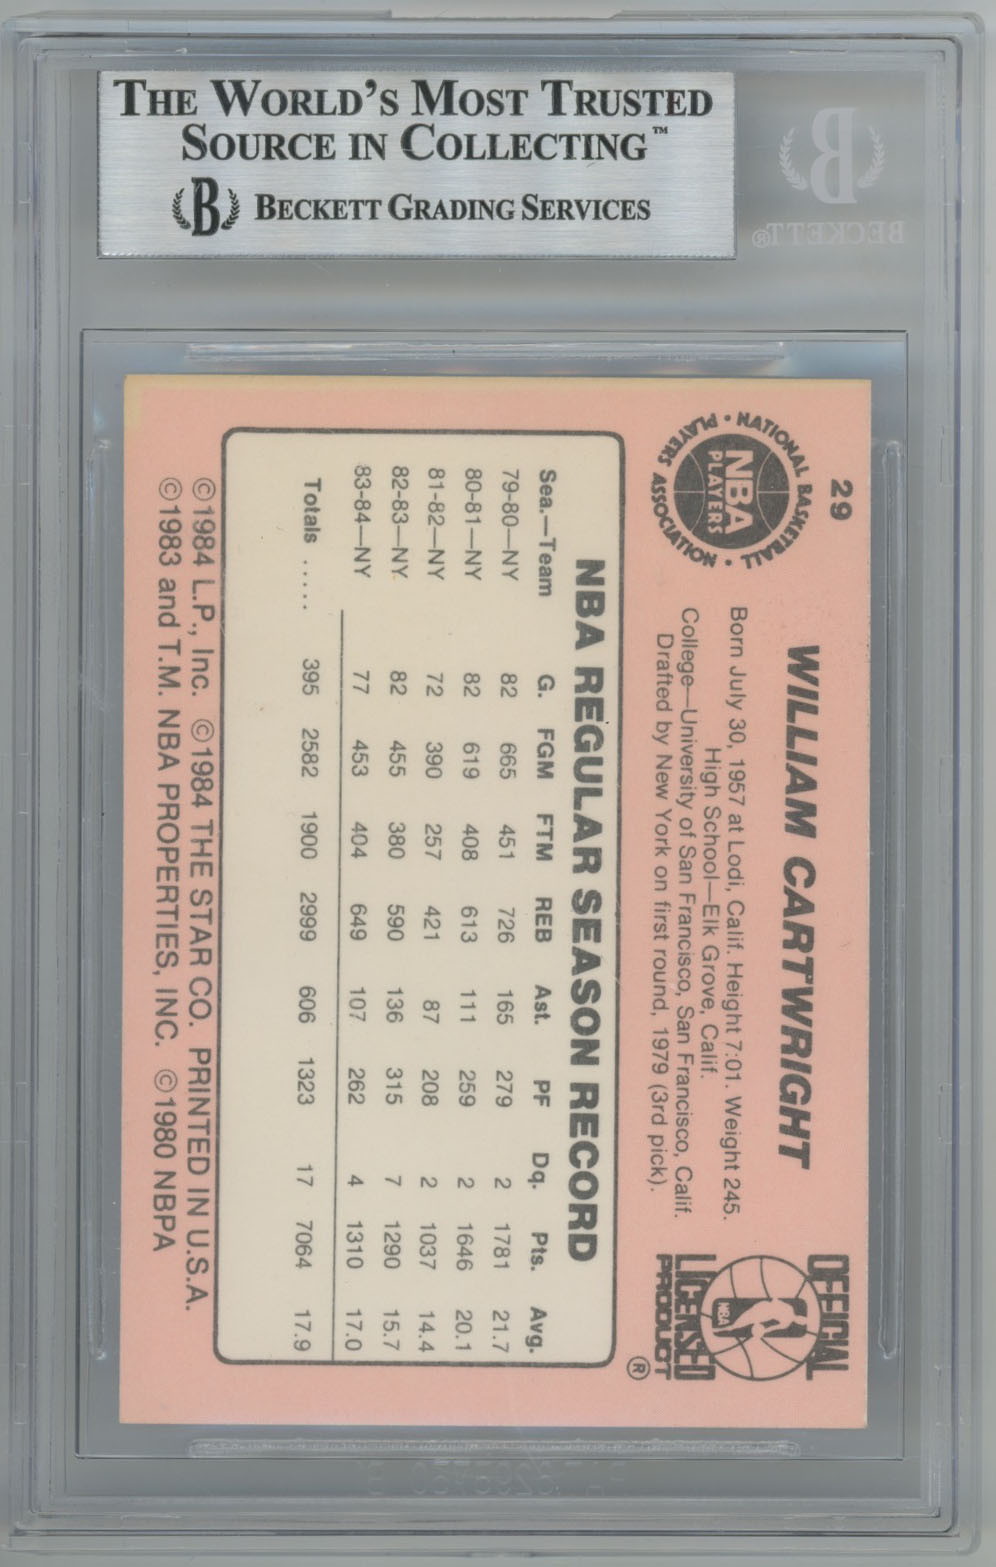 THE WORLD'S MOST TRUSTED
SOURCE IN COLLECTING™
B BECKETT GRADING SERVICES
B
BECKETT®
29
NATIONAL BASKETBALL PLAYERS ASSOCIATION
NBA
PLAYERS
WILLIAM CARTWRIGHT
Born July 30, 1957 at Lodi, Calif. Height 7:01. Weight 245.
High School—Elk Grove, Calif.
College—University of San Francisco, San Francisco, Calif.
Drafted by New York on first round, 1979 (3rd pick).
OFFICIAL
NBA
LICENSED
PRODUCT ®
NBA REGULAR SEASON RECORD
Sea.—Team G. FGM FTM REB Ast. PF Dq. Pts. Avg.
79-80—NY 82 665 451 726 165 279 2 1781 21.7
80-81—NY 82 619 408 613 111 259 2 1646 20.1
81-82—NY 72 390 257 421 87 208 2 1037 14.4
82-83—NY 82 455 380 590 136 315 7 1290 15.7
83-84—NY 77 453 404 649 107 262 4 1310 17.0
Totals ..... 395 2582 1900 2999 606 1323 17 7064 17.9
©1984 L.P., Inc. ©1984 THE STAR CO. PRINTED IN U.S.A.
©1983 and T.M. NBA PROPERTIES, INC. ©1980 NBPA